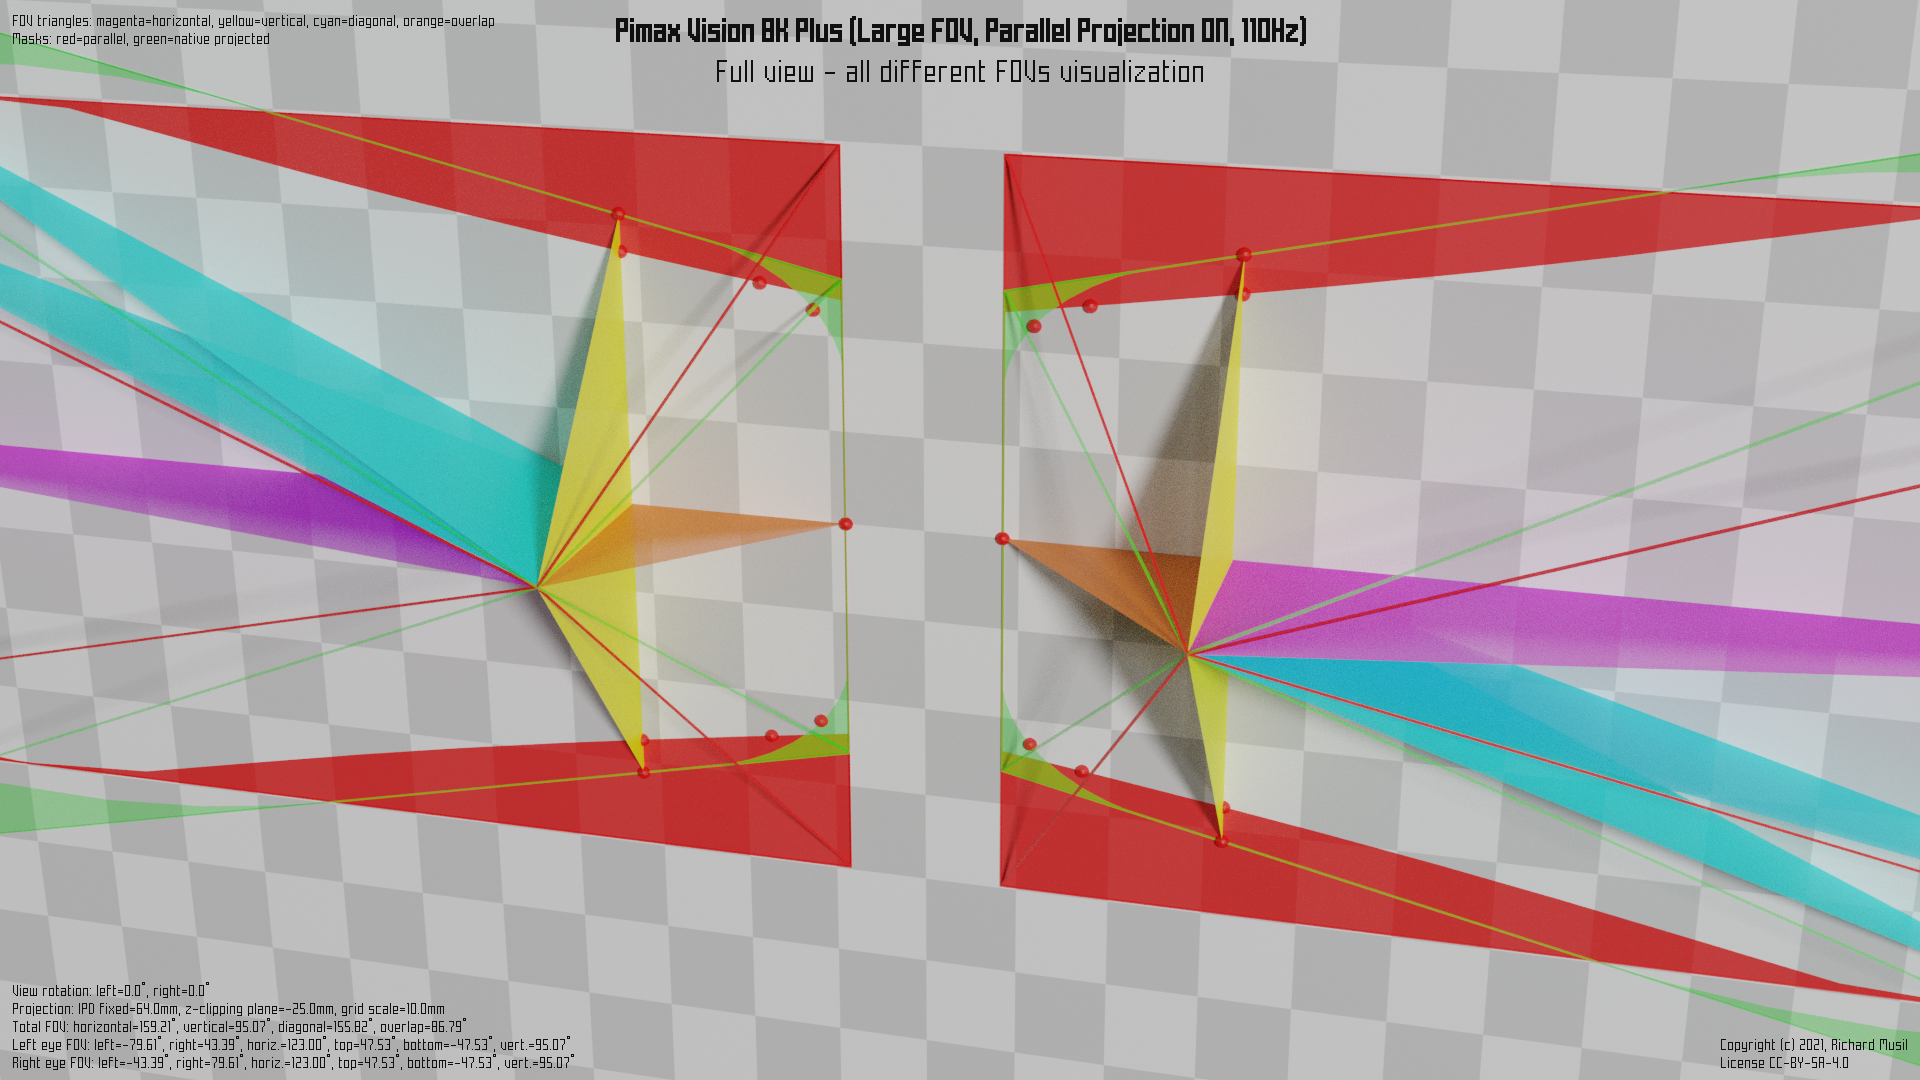 FOV triangles: magenta=horizontal, yellow=vertical, cyan=diagonal, orange=overlap
Masks: red=parallel, green=native projected
Pimax Vision 8K Plus (Large FOV, Parallel Projection ON, 110Hz)
Full view - all different FOVs visualization
View rotation: left=0.0°, right=0.0°
Projection: IPD fixed=64.0mm, z-clipping plane=-25.0mm, grid scale=10.0mm
Total FOV: horizontal=159.21°, vertical=95.07°, diagonal=155.82°, overlap=86.79°
Left eye FOV: left=-79.61°, right=43.39°, horiz.=123.00°, top=47.53°, bottom=-47.53°, vert.=95.07°
Right eye FOV: left=-43.39°, right=79.61°, horiz.=123.00°, top=47.53°, bottom=-47.53°, vert.=95.07°
Copyright (c) 2021, Richard Musil
License CC-BY-SA-4.0